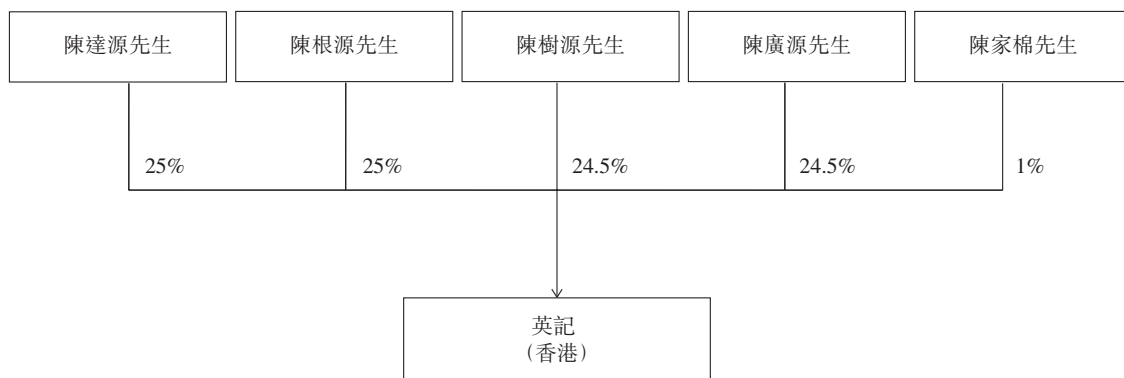 陳達源先生
陳根源先生
陳樹源先生
陳廣源先生
陳家棉先生
25%
25%
24.5%
24.5%
1%
英記
（香港）